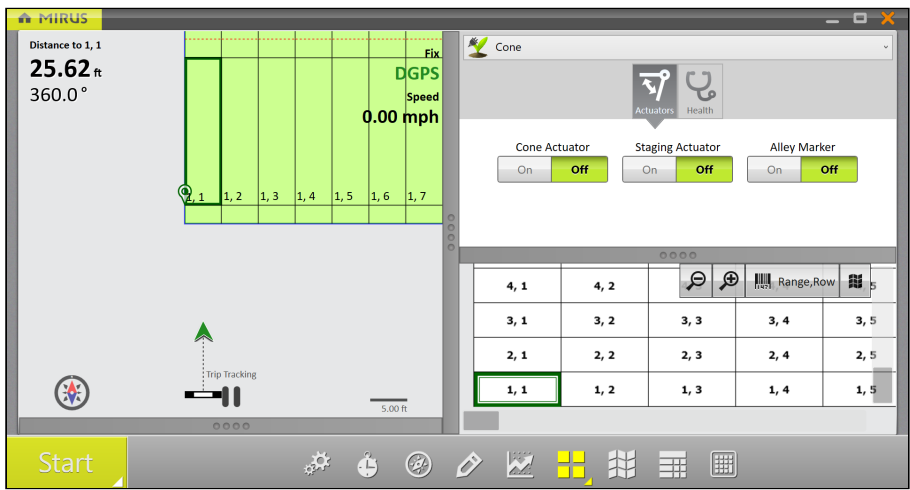 MIRUS
Distance to 1, 1
25.62 ft
360.0 °
Fix
DGPS
Speed
0.00 mph
1, 1 1, 2 1, 3 1, 4 1, 5 1, 6 1, 7
Trip Tracking
5.00 ft
Cone
Actuators Health
Cone Actuator Staging Actuator Alley Marker
On Off On Off On Off
Range,Row
4, 1 4, 2 5
3, 1 3, 2 3, 3 3, 4 3, 5
2, 1 2, 2 2, 3 2, 4 2, 5
1, 1 1, 2 1, 3 1, 4 1, 5
Start